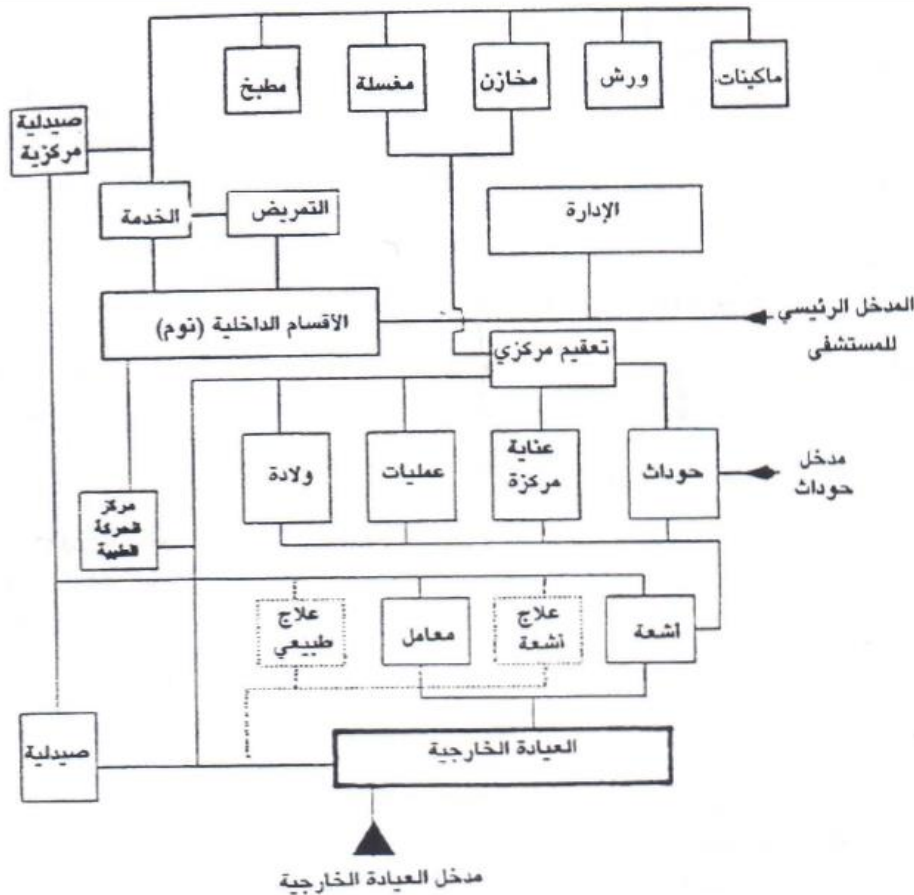 ماكينات
ورش
مخازن
مغسلة
مطبخ
صيدلية
مركزية
الخدمة
التمريض
الإدارة
الأقسام الداخلية (نوم)
المدخل الرئيسي
للمستشفى
تعقيم مركزي
مدخل
حوداث
حوداث
عناية
مركزة
عمليات
ولادة
مركز
الحركة
الطبية
أشعة
علاج
أشعة
معامل
علاج
طبيعي
العيادة الخارجية
صيدلية
مدخل العيادة الخارجية